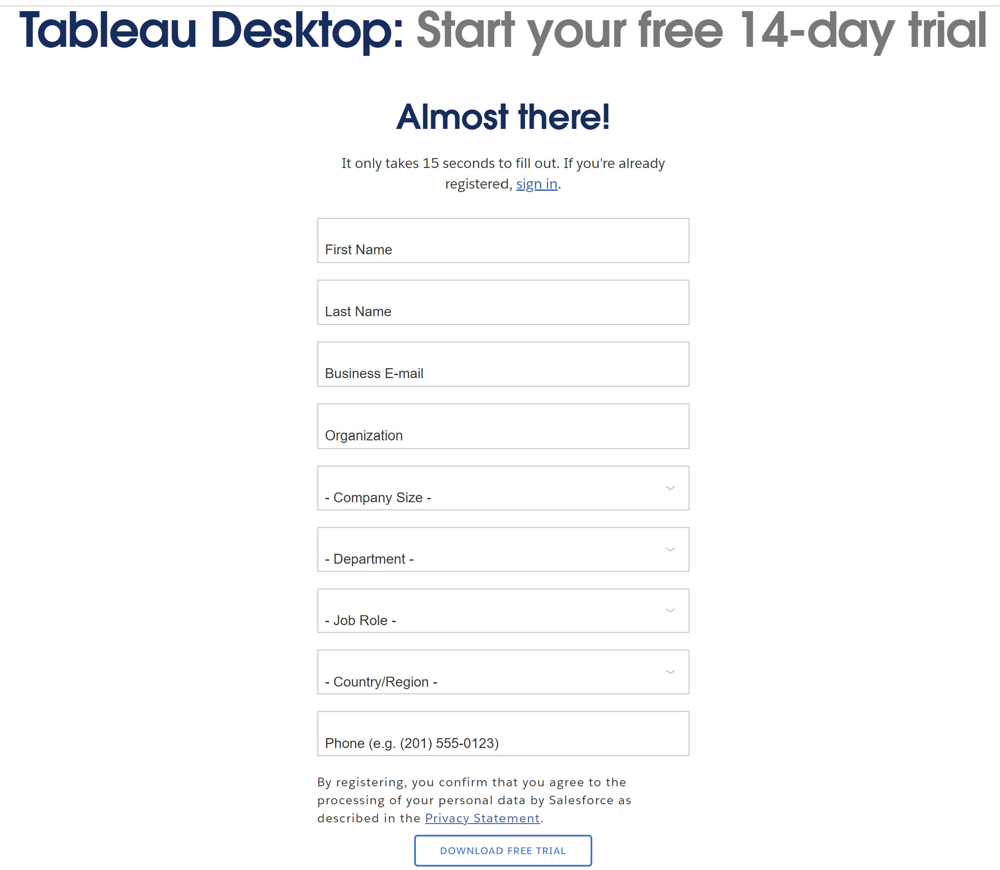 Tableau Desktop: Start your free 14-day trial
Almost there!
It only takes 15 seconds to fill out. If you're already
registered, sign in.
First Name
Last Name
Business E-mail
Organization
- Company Size -
- Department -
- Job Role -
- Country/Region -
Phone (e.g. (201) 555-0123)
By registering, you confirm that you agree to the
processing of your personal data by Salesforce as
described in the Privacy Statement.
DOWNLOAD FREE TRIAL